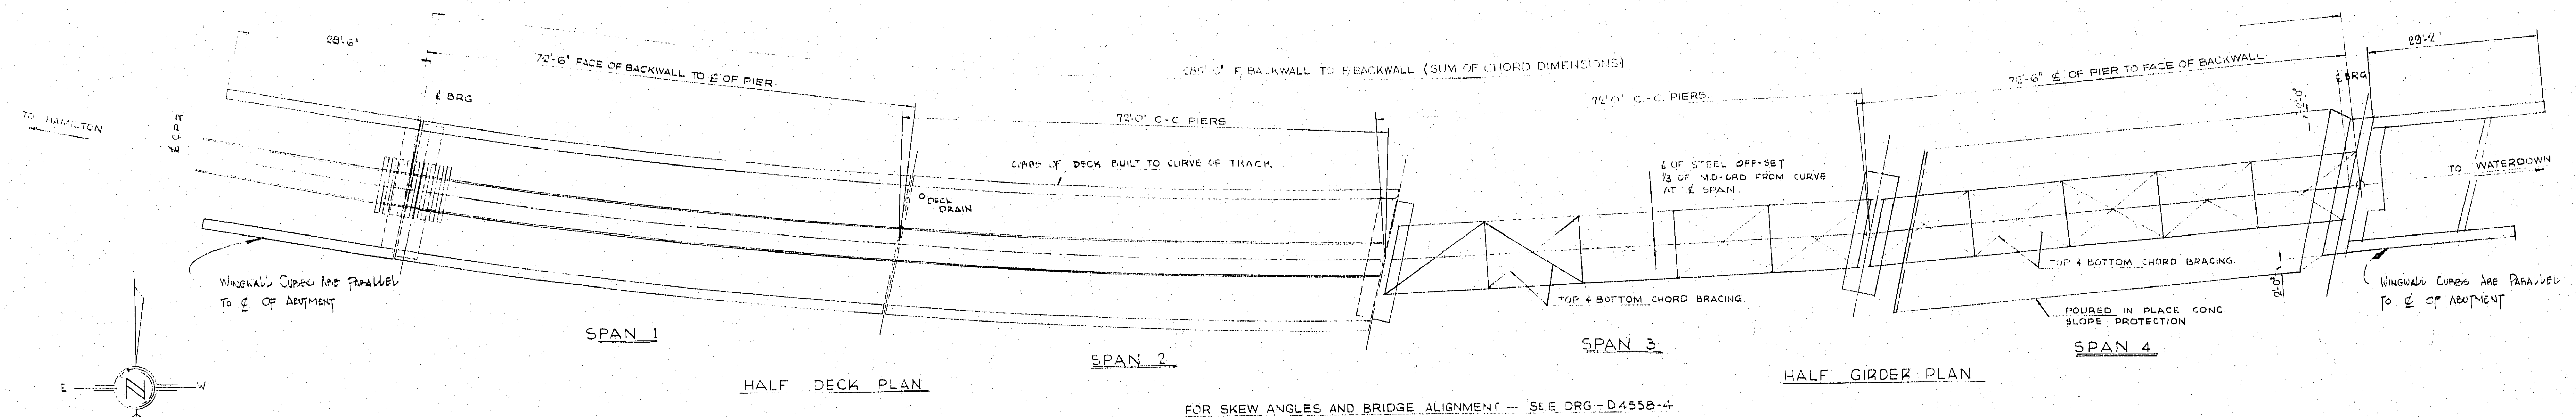 28'-6"
72'-6" FACE OF BACKWALL TO ℄ OF PIER.
289'-0" F/BACKWALL TO F/BACKWALL (SUM OF CHORD DIMENSIONS)
72'-0" C.-C. PIERS.
72'-6" ℄ OF PIER TO FACE OF BACKWALL.
29'-2"
℄ BRG
℄ BRG
TO HAMILTON
℄ CPR
72'-0" C-C PIERS
2'-0"
CURBS OF DECK BUILT TO CURVE OF TRACK
℄ OF STEEL OFF-SET
1/3 OF MID-ORD FROM CURVE
AT ℄ SPAN.
TO WATERDOWN
DECK
DRAIN
WINGWALL CURBS ARE PARALLEL
TO ℄ OF ABUTMENT
TOP & BOTTOM CHORD BRACING.
TOP & BOTTOM CHORD BRACING.
2'-0"
WINGWALL CURBS ARE PARALLEL
TO ℄ OF ABUTMENT
POURED IN PLACE CONC.
SLOPE PROTECTION
SPAN 1
SPAN 2
SPAN 3
SPAN 4
E
N
W
HALF DECK PLAN
HALF GIRDER PLAN
FOR SKEW ANGLES AND BRIDGE ALIGNMENT — SEE DRG-D4558-4